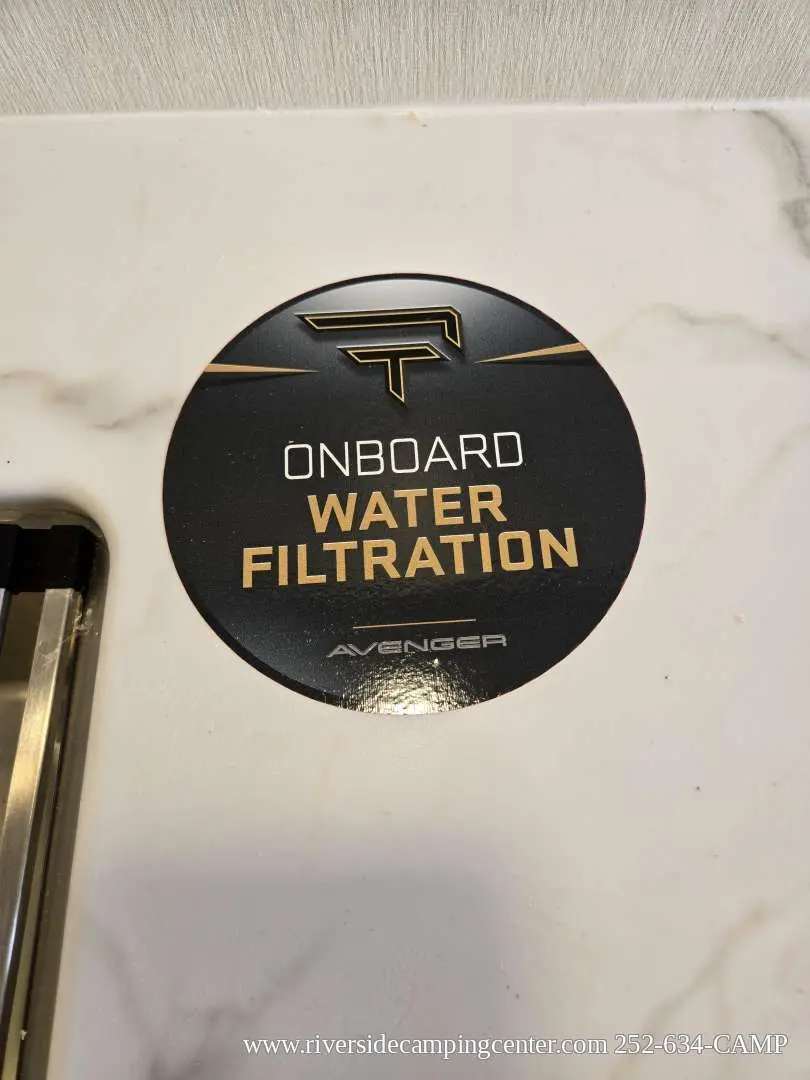 ONBOARD
WATER
FILTRATION
AVENGER
www.riversidecampingcenter.com 252-634-CAMP